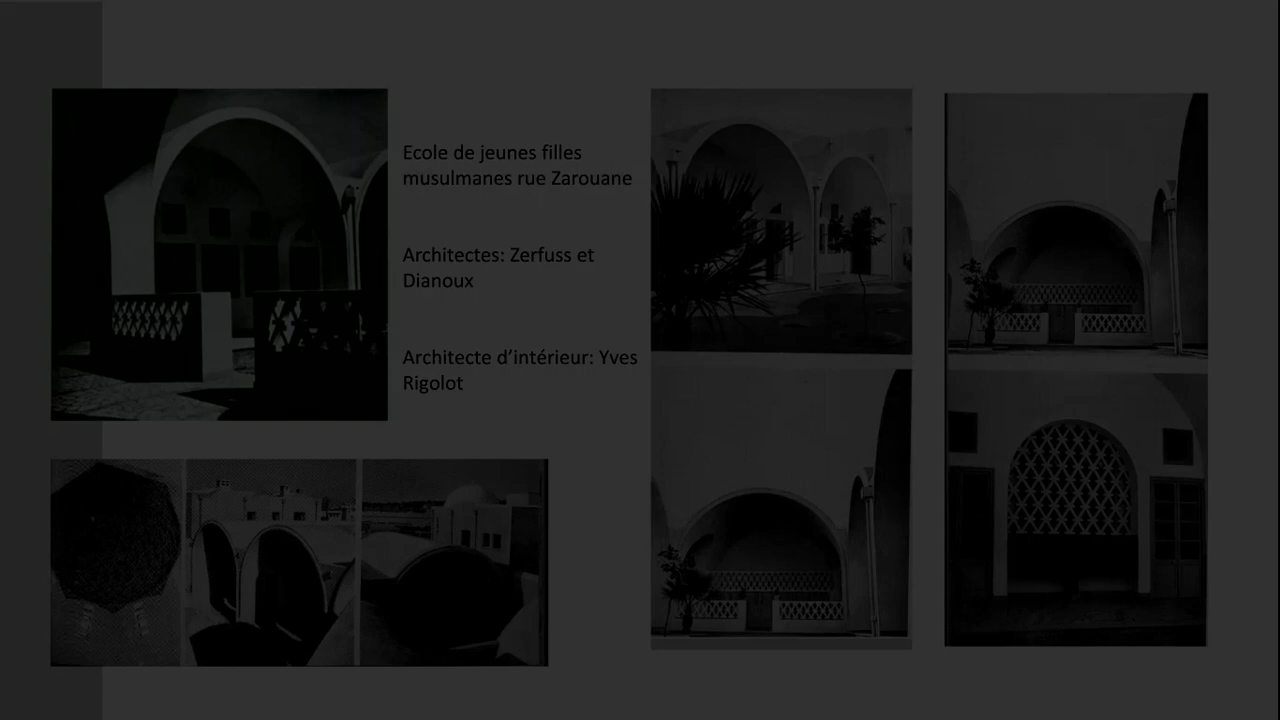 Ecole de jeunes filles
musulmanes rue Zarouane
Architectes: Zerfuss et
Dianoux
Architecte d’intérieur: Yves
Rigolot